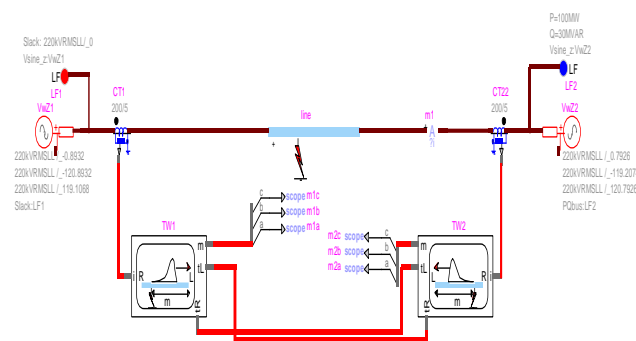 Slack: 220kVRMSLL/_0
Vsine_z:VwZ1
LF
LF1
VwZ1
CT1
200/5
line
m1
A
?i
CT22
200/5
P=100MW
Q=30MVAR
Vsine_z:VwZ2
LF
LF2
VwZ2
220kVRMSLL /_-0.8932
220kVRMSLL /_-120.8932
220kVRMSLL /_119.1068
Slack:LF1
220kVRMSLL /_0.7926
220kVRMSLL /_-119.207
220kVRMSLL /_120.7926
PQbus:LF2
c scope m1c
b scope m1b
a scope m1a
m2c scope c
m2b scope b
m2a scope a
TW1
i R L m
m
tL
tR
TW2
m
tL
L R i
m
tR